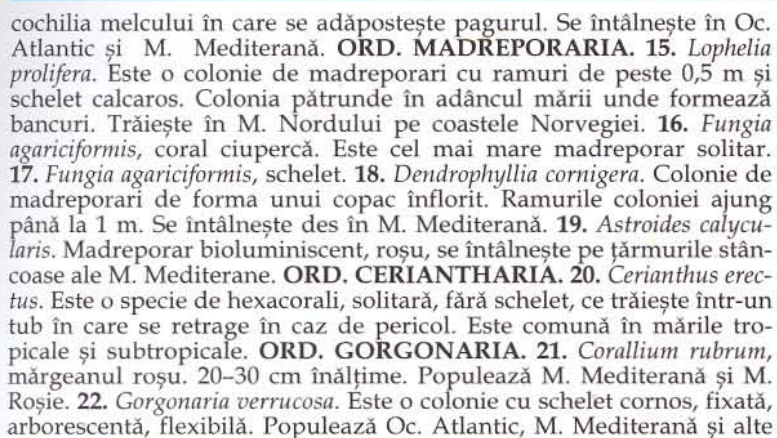 cochilia melcului în care se adăpostește pagurul. Se întâlnește în Oc.
Atlantic și M. Mediterană. ORD. MADREPORARIA. 15. Lophelia
prolifera. Este o colonie de madrepori cu ramuri de peste 0,5 m și
schelet calcaros. Colonia pătrunde în adâncul mării unde formează
bancuri. Trăiește în M. Nordului pe coastele Norvegiei. 16. Fungia
agariciformis, coral ciupercă. Este cel mai mare madrepor solitar.
17. Fungia agariciformis, schelet. 18. Dendrophyllia cornigera. Colonie de
madrepori de forma unui copac înflorit. Ramurile coloniei ajung
până la 1 m. Se întâlnește des în M. Mediterană. 19. Astroides calycu-
laris. Madrepor bioluminiscent, roșu, se întâlnește pe țărmurile stân-
coase ale M. Mediterane. ORD. CERIANTHARIA. 20. Cerianthus erec-
tus. Este o specie de hexacorali, solitară, fără schelet, ce trăiește într-un
tub în care se retrage în caz de pericol. Este comună în mările tro-
picale și subtropicale. ORD. GORGONARIA. 21. Corallium rubrum,
mărgeanul roșu. 20–30 cm înălțime. Populează M. Mediterană și M.
Roșie. 22. Gorgonaria verrucosa. Este o colonie cu schelet cornos, fixată,
arborescentă, flexibilă. Populează Oc. Atlantic, M. Mediterană și alte